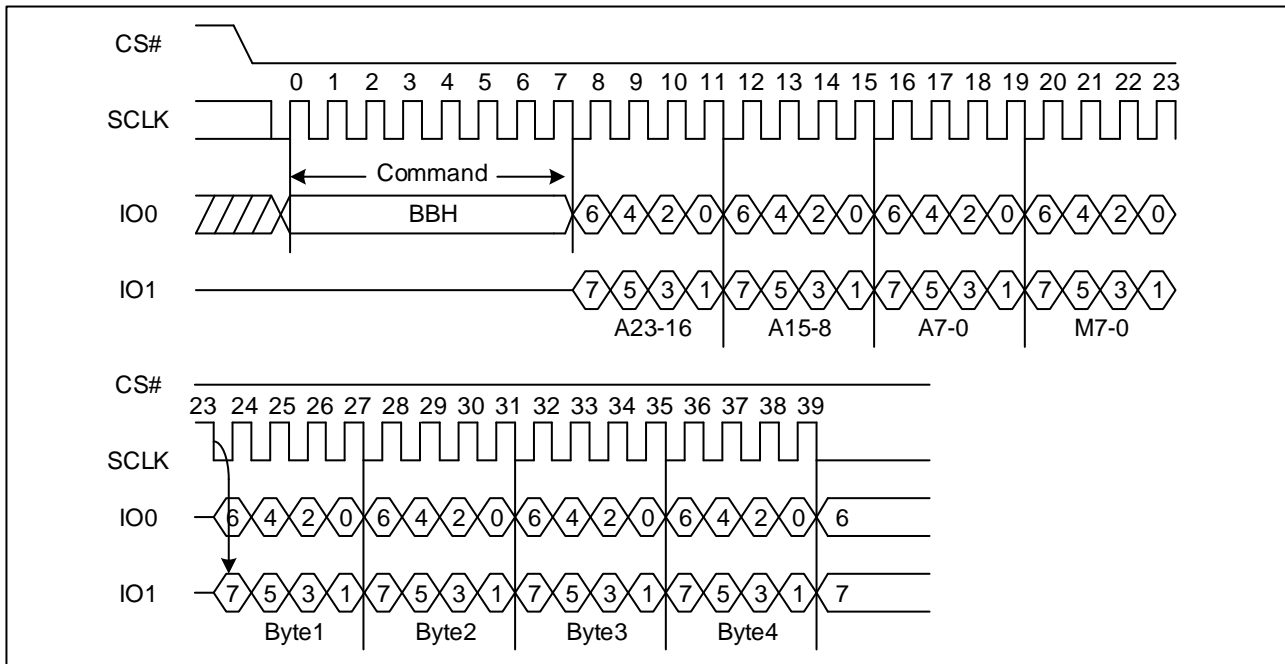 CS#
0 1 2 3 4 5 6 7 8 9 10 11 12 13 14 15 16 17 18 19 20 21 22 23
SCLK
Command
IO0 BBH 6 4 2 0 6 4 2 0 6 4 2 0 6 4 2 0
IO1 7 5 3 1 7 5 3 1 7 5 3 1 7 5 3 1
A23-16 A15-8 A7-0 M7-0
CS#
23 24 25 26 27 28 29 30 31 32 33 34 35 36 37 38 39
SCLK
IO0 6 4 2 0 6 4 2 0 6 4 2 0 6 4 2 0 6
IO1 7 5 3 1 7 5 3 1 7 5 3 1 7 5 3 1 7
Byte1 Byte2 Byte3 Byte4